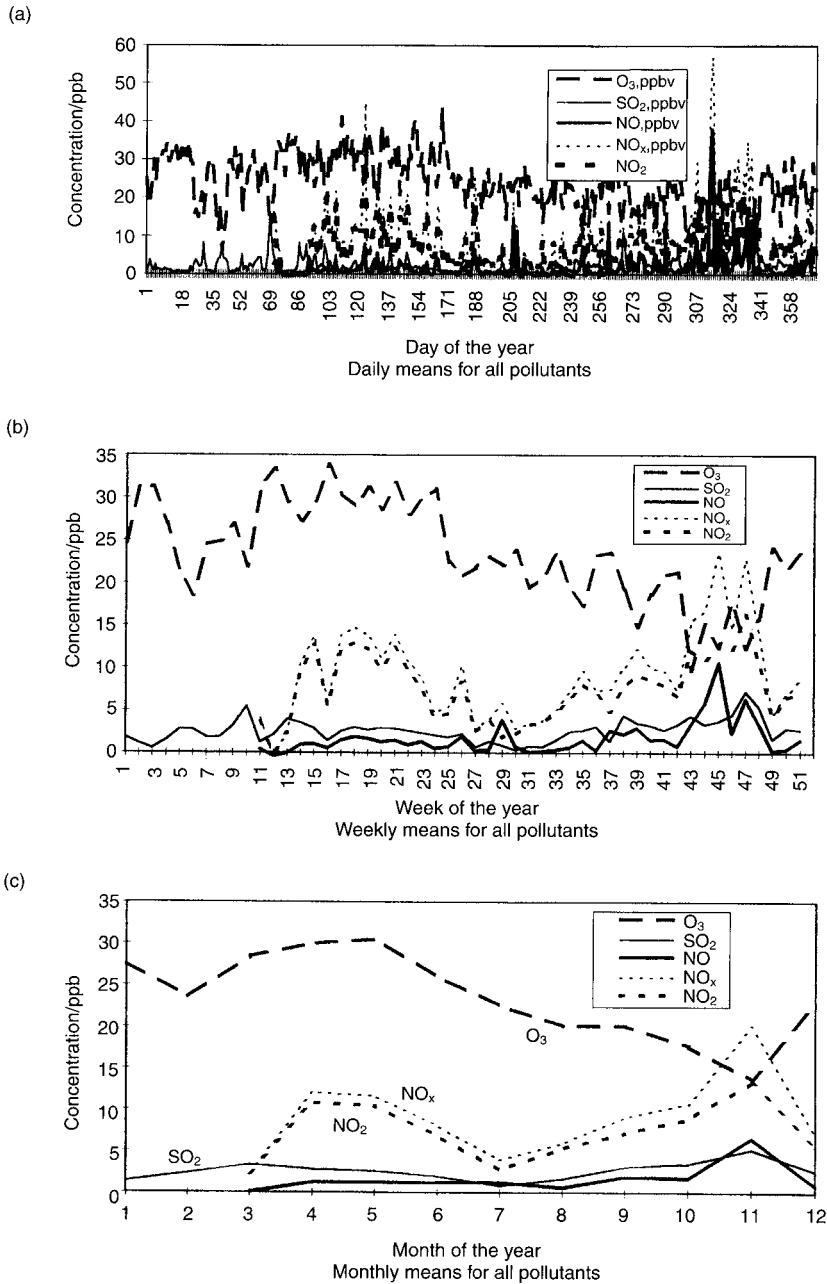 (a)
60
50
40
30
20
10
0
Concentration/ppb
O₃,ppbv
SO₂,ppbv
NO,ppbv
NOₓ,ppbv
NO₂
1 18 35 52 69 86 103 120 137 154 171 188 205 222 239 256 273 290 307 324 341 358
Day of the year
Daily means for all pollutants
(b)
35
30
25
20
15
10
5
0
Concentration/ppb
O₃
SO₂
NO
NOₓ
NO₂
1 3 5 7 9 11 13 15 17 19 21 23 25 27 29 31 33 35 37 39 41 43 45 47 49 51
Week of the year
Weekly means for all pollutants
(c)
35
30
25
20
15
10
5
0
Concentration/ppb
O₃
SO₂
NO
NOₓ
NO₂
O₃
NOₓ
NO₂
SO₂
1 2 3 4 5 6 7 8 9 10 11 12
Month of the year
Monthly means for all pollutants